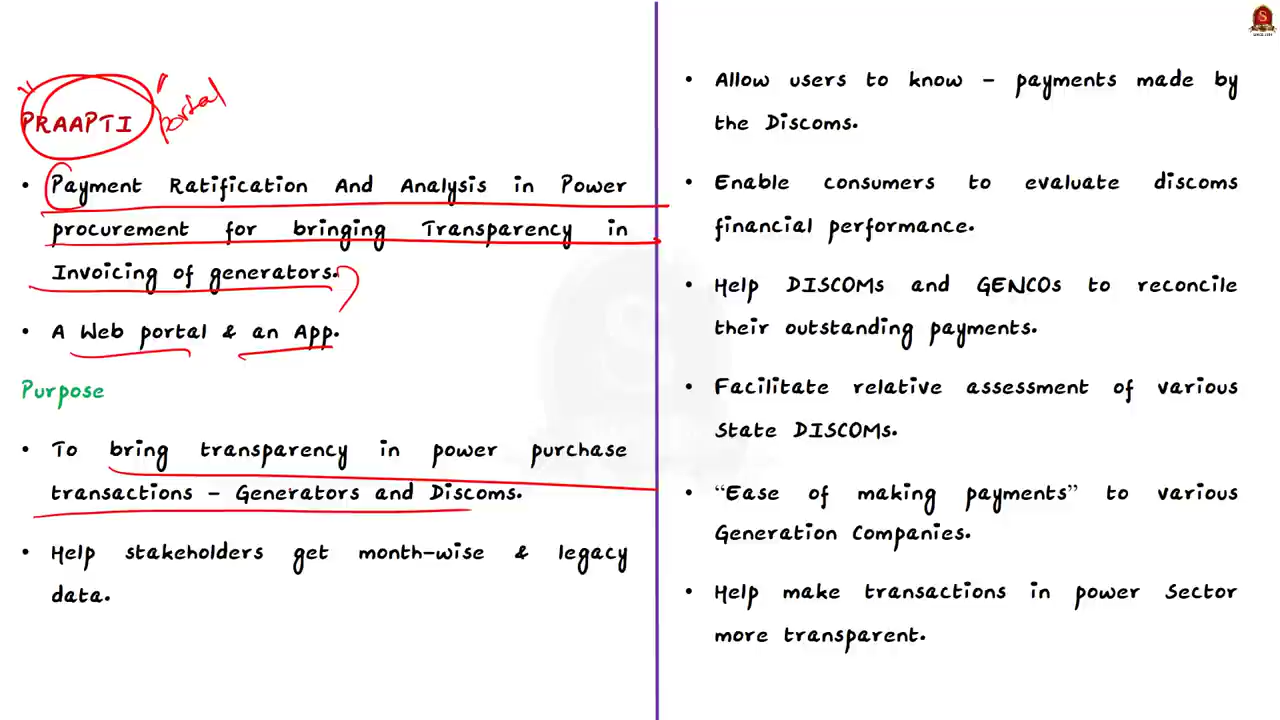 PRAAPTI
portal
• Payment Ratification And Analysis in Power
procurement for bringing Transparency in
Invoicing of generators.
• A Web portal & an App.
Purpose
• To bring transparency in power purchase
transactions - Generators and Discoms.
• Help stakeholders get month-wise & legacy
data.
• Allow users to know - payments made by
the Discoms.
• Enable consumers to evaluate discoms
financial performance.
• Help DISCOMs and GENCOs to reconcile
their outstanding payments.
• Facilitate relative assessment of various
State DISCOMs.
• “Ease of making payments” to various
Generation Companies.
• Help make transactions in power Sector
more transparent.